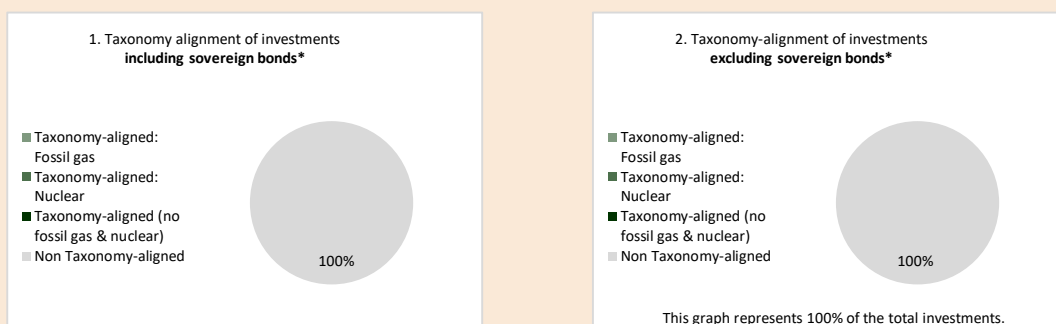 1. Taxonomy alignment of investments
including sovereign bonds*
Taxonomy-aligned:
Fossil gas
Taxonomy-aligned:
Nuclear
Taxonomy-aligned (no
fossil gas & nuclear)
Non Taxonomy-aligned
100%
2. Taxonomy-alignment of investments
excluding sovereign bonds*
Taxonomy-aligned:
Fossil gas
Taxonomy-aligned:
Nuclear
Taxonomy-aligned (no
fossil gas & nuclear)
Non Taxonomy-aligned
100%
This graph represents 100% of the total investments.